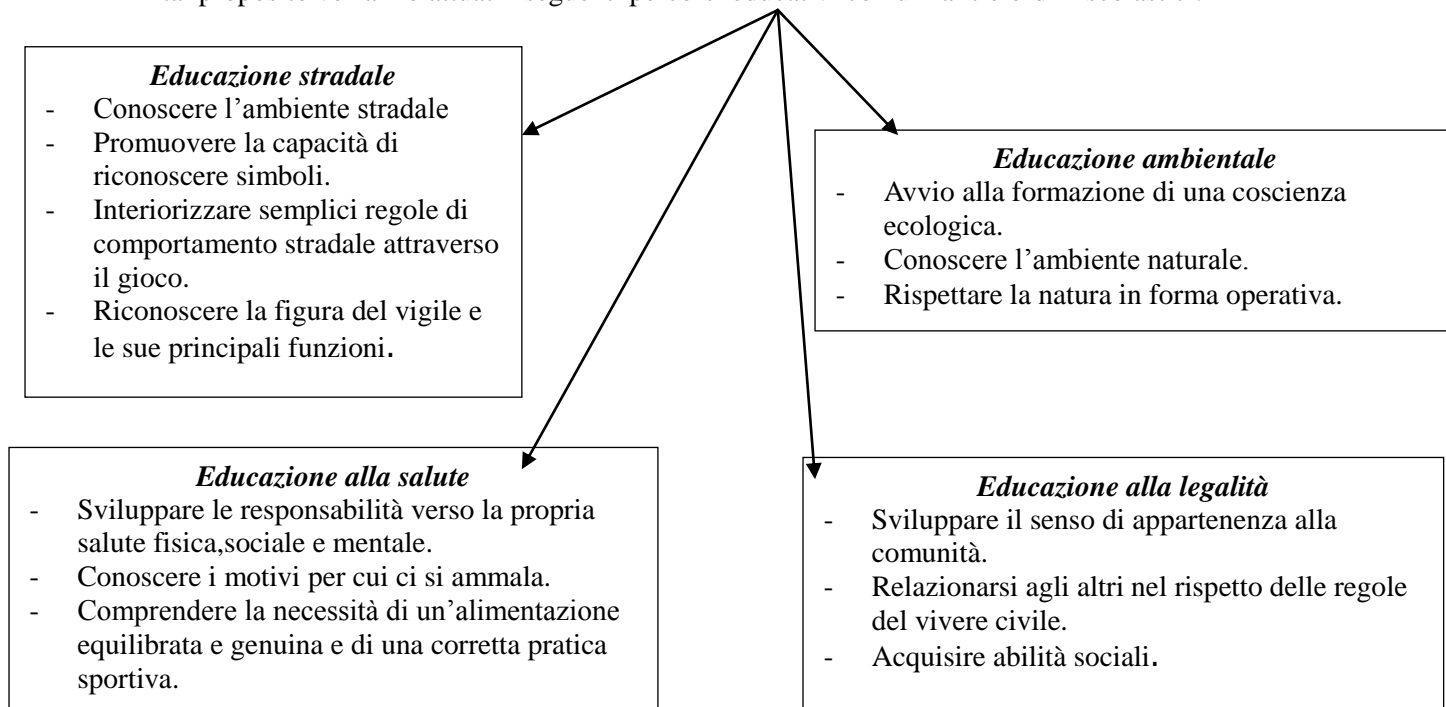 Educazione stradale
- Conoscere l’ambiente stradale
- Promuovere la capacità di
riconoscere simboli.
- Interiorizzare semplici regole di
comportamento stradale attraverso
il gioco.
- Riconoscere la figura del vigile e
le sue principali funzioni.
Educazione ambientale
- Avvio alla formazione di una coscienza
ecologica.
- Conoscere l’ambiente naturale.
- Rispettare la natura in forma operativa.
Educazione alla salute
- Sviluppare le responsabilità verso la propria
salute fisica,sociale e mentale.
- Conoscere i motivi per cui ci si ammala.
- Comprendere la necessità di un’alimentazione
equilibrata e genuina e di una corretta pratica
sportiva.
Educazione alla legalità
- Sviluppare il senso di appartenenza alla
comunità.
- Relazionarsi agli altri nel rispetto delle regole
del vivere civile.
- Acquisire abilità sociali.